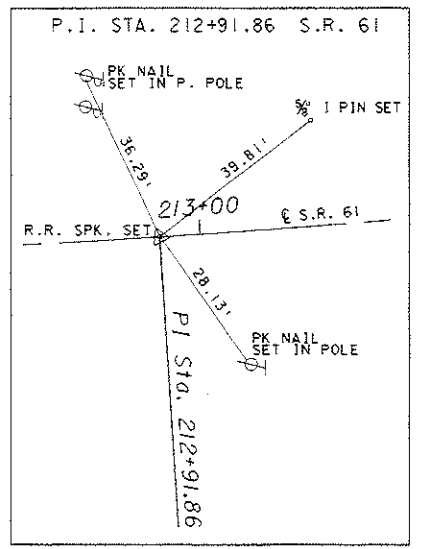 P.I. STA. 212+91.86 S.R. 61
PK NAIL
SET IN P. POLE
5/8" I PIN SET
36.29'
39.81'
213+00
℄ S.R. 61
R.R. SPK. SET
28.13'
PK NAIL
SET IN POLE
PI Sta. 212+91.86